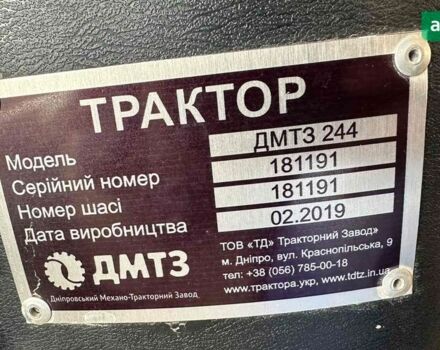 ТРАКТОР
Модель ДМТЗ 244
Серійний номер 181191
Номер шасі 181191
Дата виробництва 02.2019
ДМТЗ
Дніпровський Механо-Тракторний Завод
ТОВ «ТД» Тракторний Завод»
м. Дніпро, вул. Краснопільська, 9
тел: +38 (056) 785-00-18
www.трактора.укр, www.tdtz.in.ua